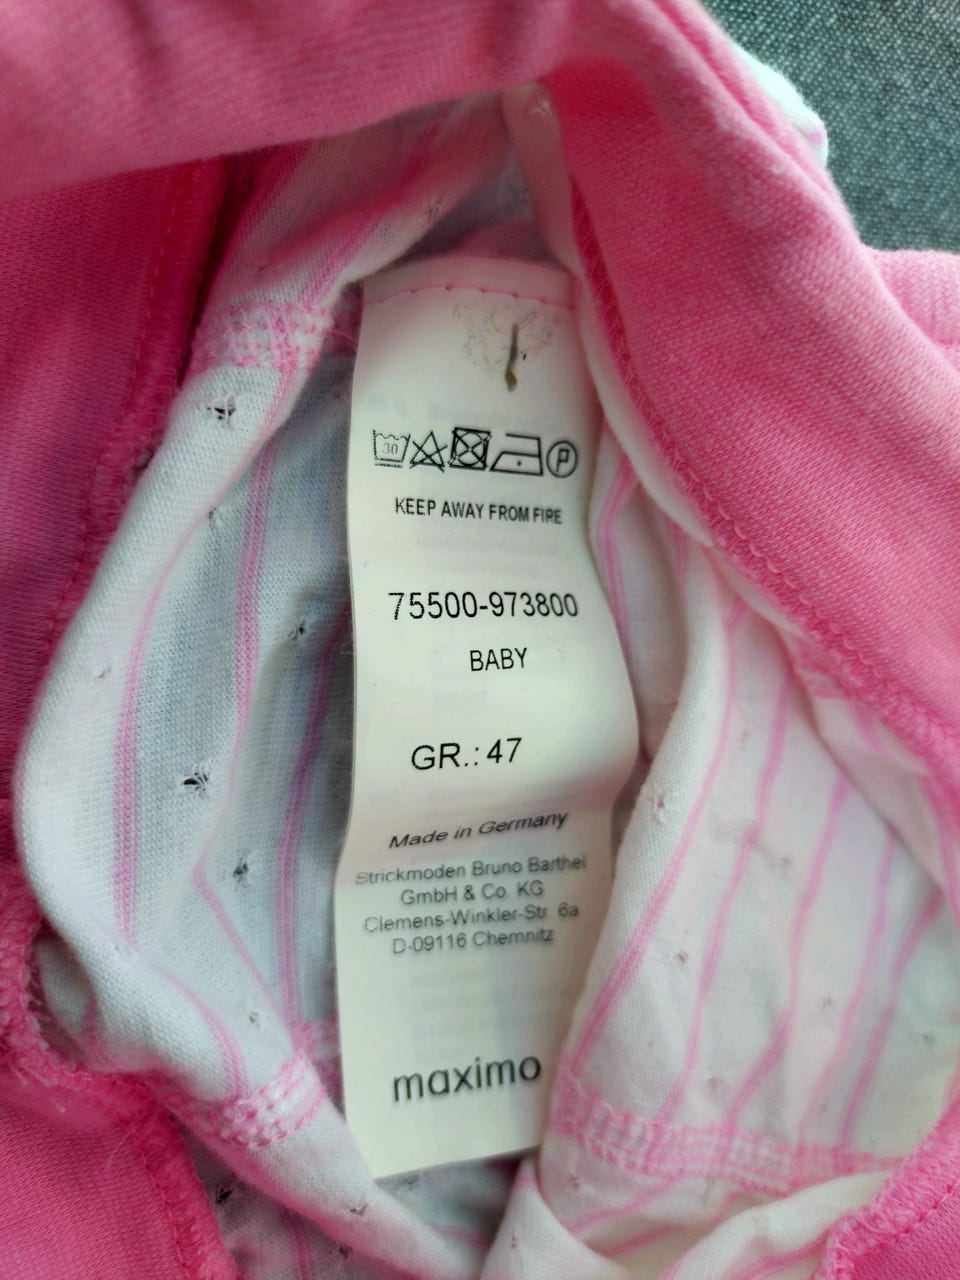 30
P
KEEP AWAY FROM FIRE
75500-973800
BABY
GR.: 47
Made in Germany
Strickmoden Bruno Barthel
GmbH & Co. KG
Clemens-Winkler-Str. 6a
D-09116 Chemnitz
maximo